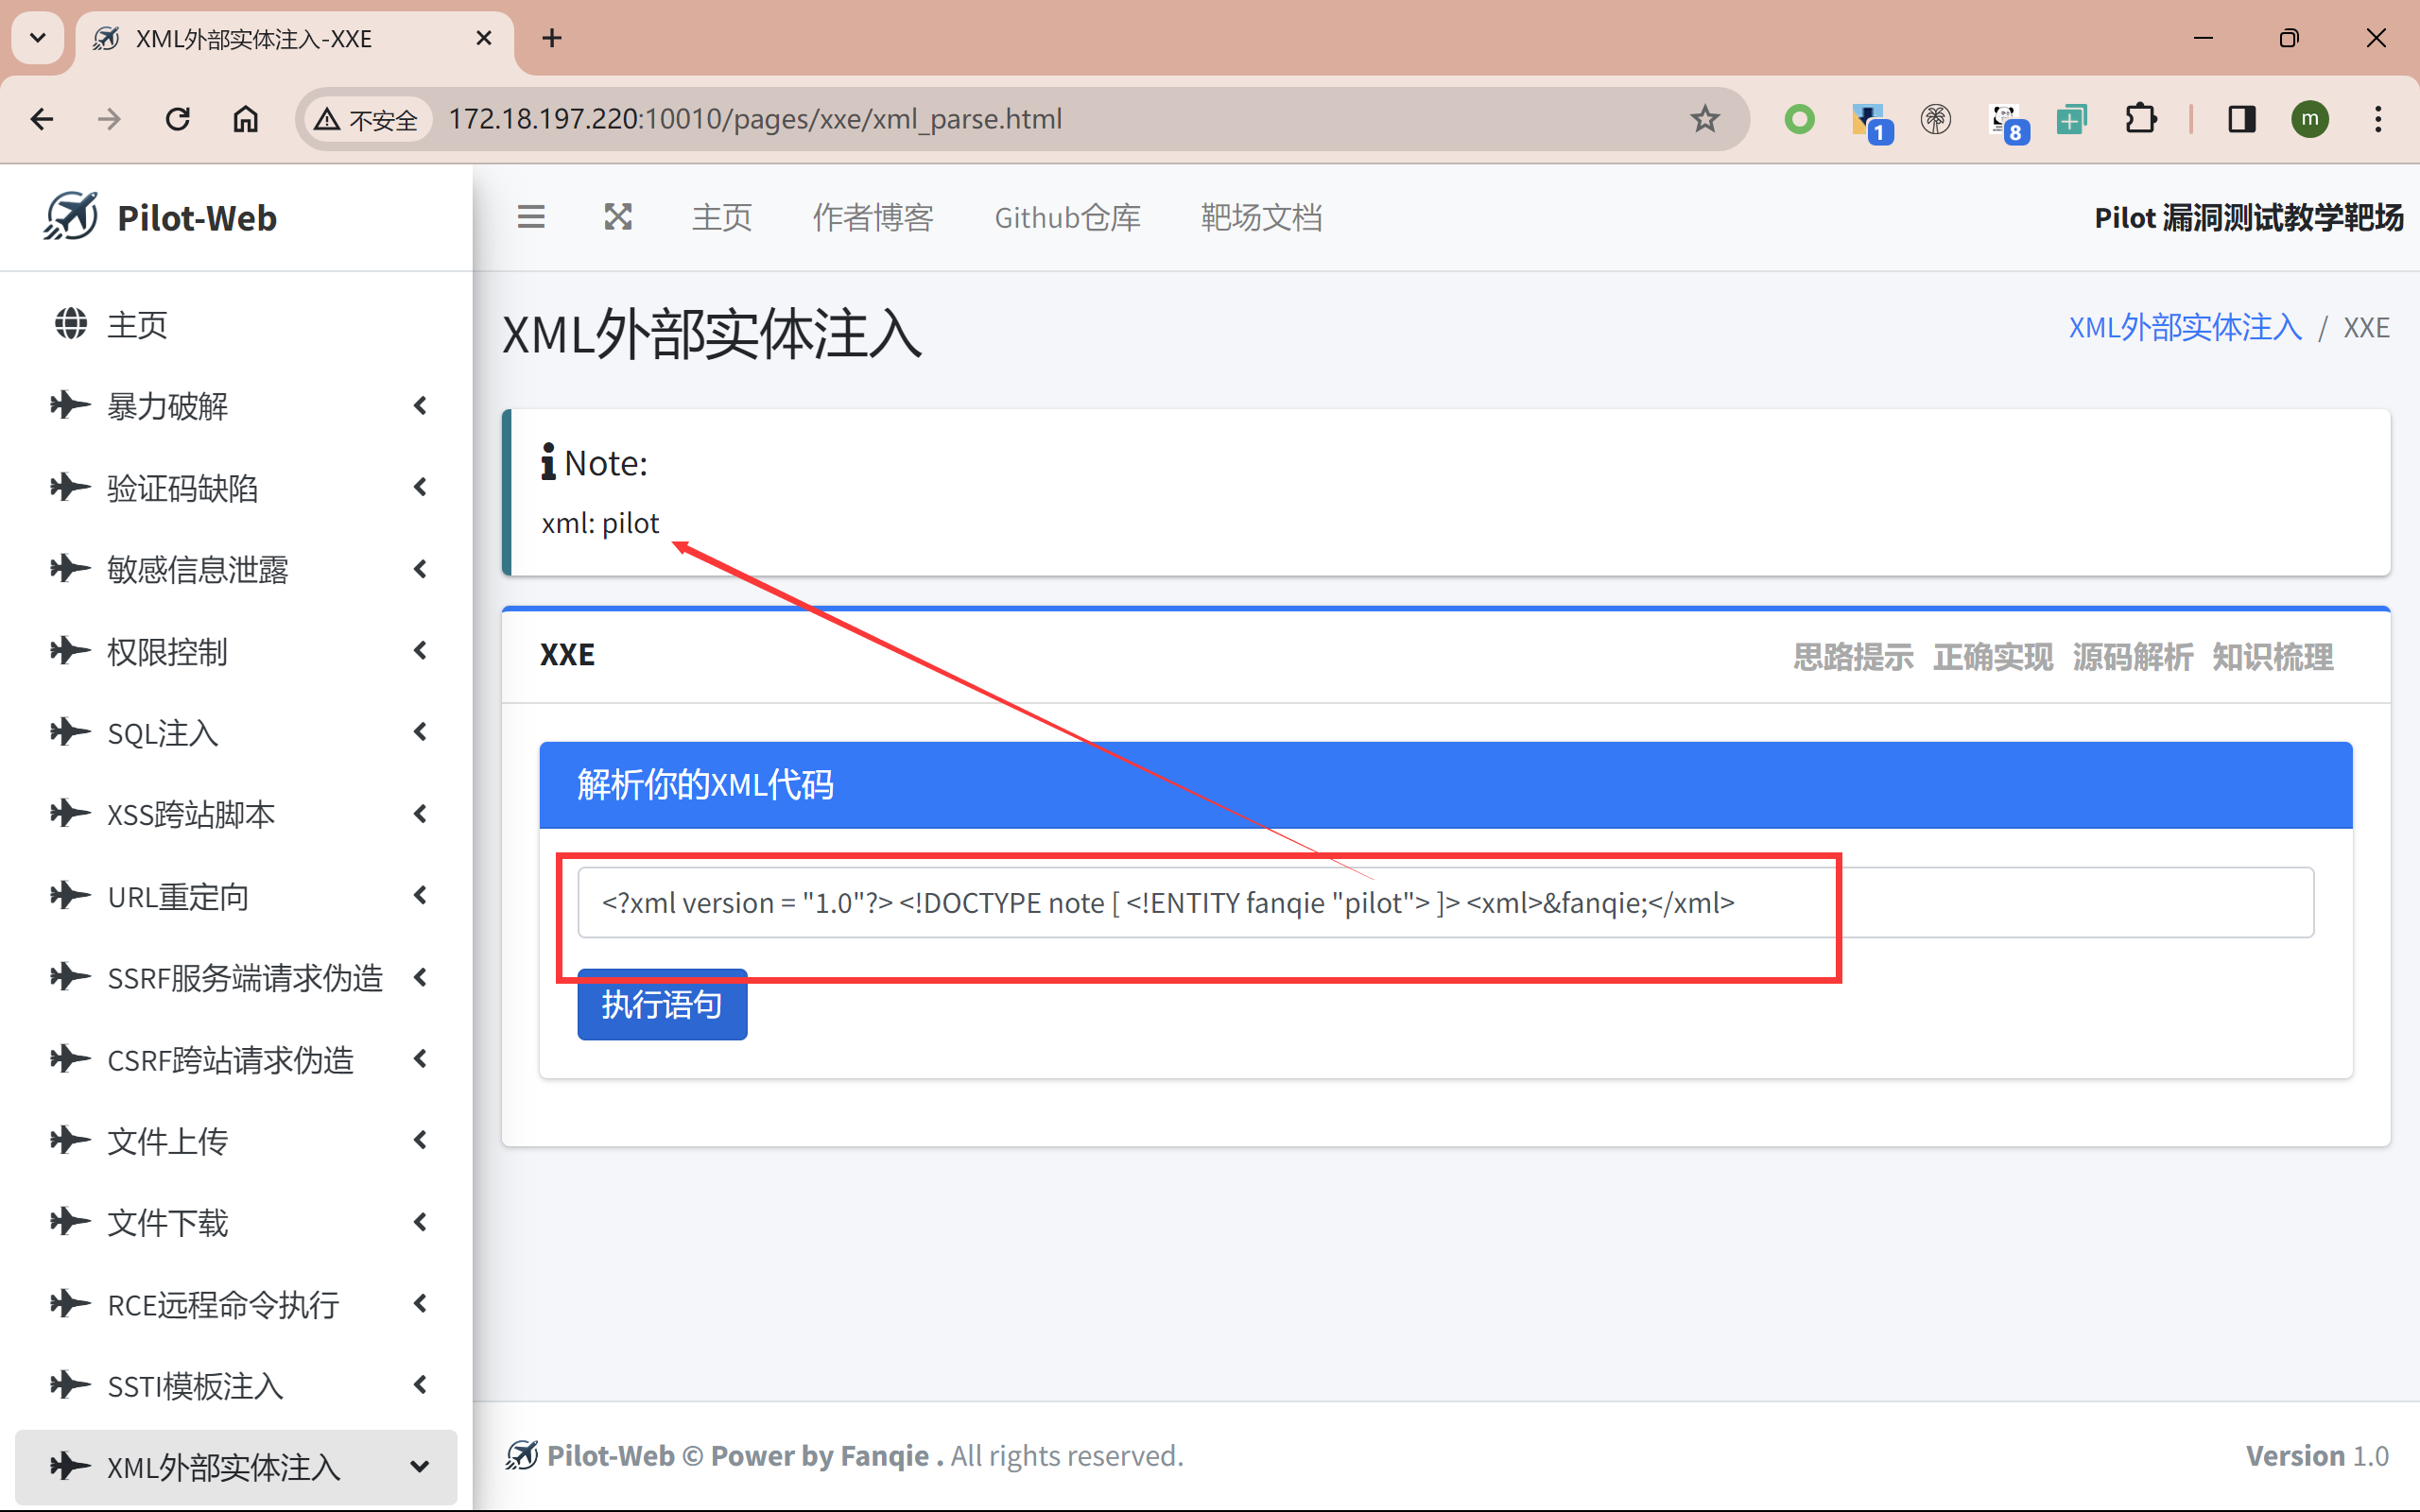 XML外部实体注入-XXE
不安全 172.18.197.220:10010/pages/xxe/xml_parse.html
1
8
m
Pilot-Web
主页 作者博客 Github仓库 靶场文档
Pilot 漏洞测试教学靶场
主页
暴力破解
验证码缺陷
敏感信息泄露
权限控制
SQL注入
XSS跨站脚本
URL重定向
SSRF服务端请求伪造
CSRF跨站请求伪造
文件上传
文件下载
RCE远程命令执行
SSTI模板注入
XML外部实体注入
XML外部实体注入
XML外部实体注入 / XXE
Note:
xml: pilot
XXE
思路提示 正确实现 源码解析 知识梳理
解析你的XML代码
<?xml version = "1.0"?> <!DOCTYPE note [ <!ENTITY fanqie "pilot"> ]> <xml>&fanqie;</xml>
执行语句
Pilot-Web © Power by Fanqie . All rights reserved.
Version 1.0